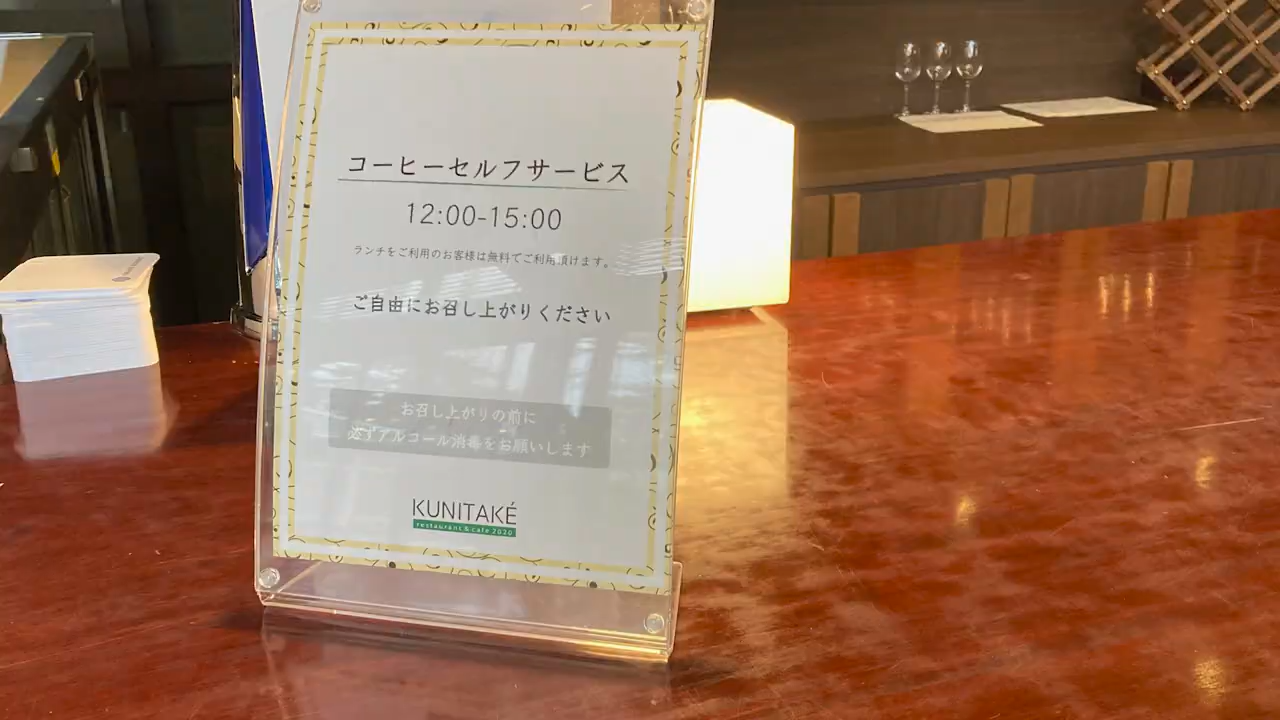 コーヒーセルフサービス
12:00-15:00
ランチをご利用のお客様は無料でご利用頂けます。
ご自由にお召し上がりください
お召し上がりの前に
必ずアルコール消毒をお願いします
KUNITAKÉ
restaurant & cafe 2020